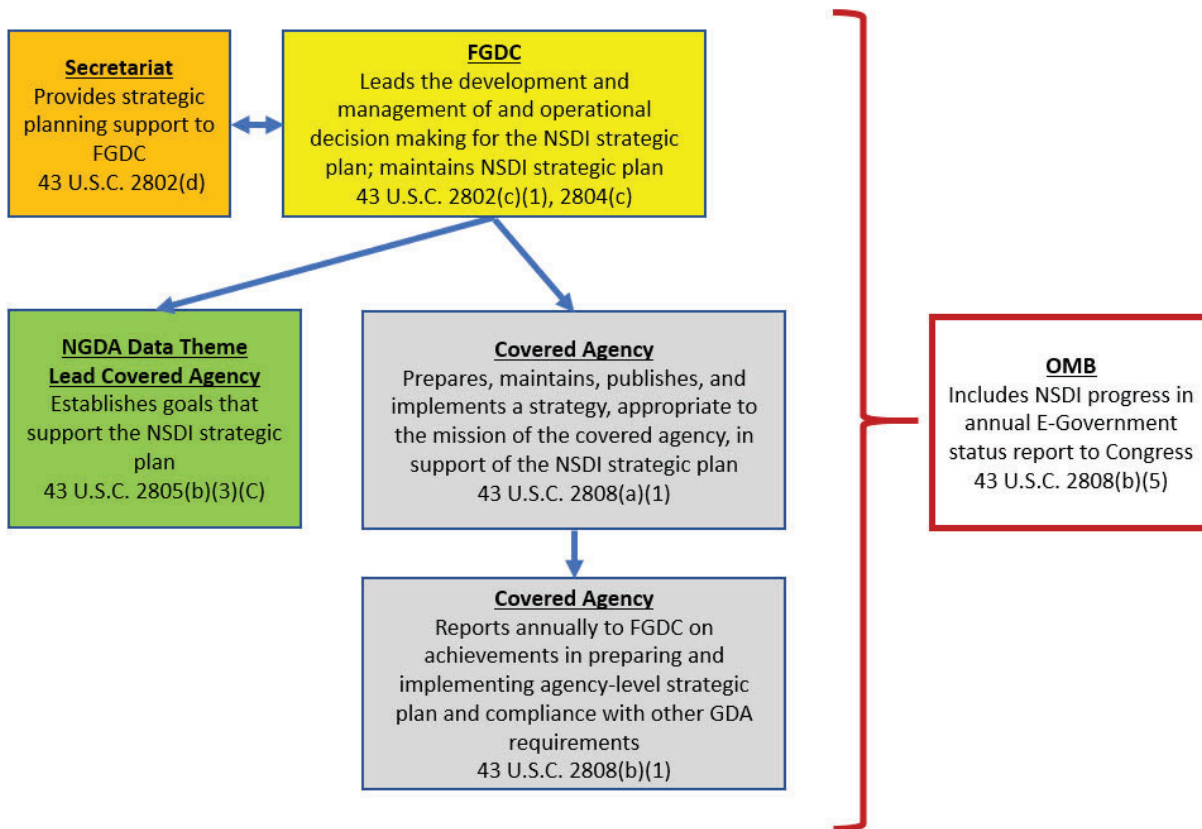 Secretariat
Provides strategic
planning support to
FGDC
43 U.S.C. 2802(d)
FGDC
Leads the development and
management of and operational
decision making for the NSDI strategic
plan; maintains NSDI strategic plan
43 U.S.C. 2802(c)(1), 2804(c)
NGDA Data Theme
Lead Covered Agency
Establishes goals that
support the NSDI strategic
plan
43 U.S.C. 2805(b)(3)(C)
Covered Agency
Prepares, maintains, publishes, and
implements a strategy, appropriate to
the mission of the covered agency, in
support of the NSDI strategic plan
43 U.S.C. 2808(a)(1)
Covered Agency
Reports annually to FGDC on
achievements in preparing and
implementing agency-level strategic
plan and compliance with other GDA
requirements
43 U.S.C. 2808(b)(1)
OMB
Includes NSDI progress in
annual E-Government
status report to Congress
43 U.S.C. 2808(b)(5)